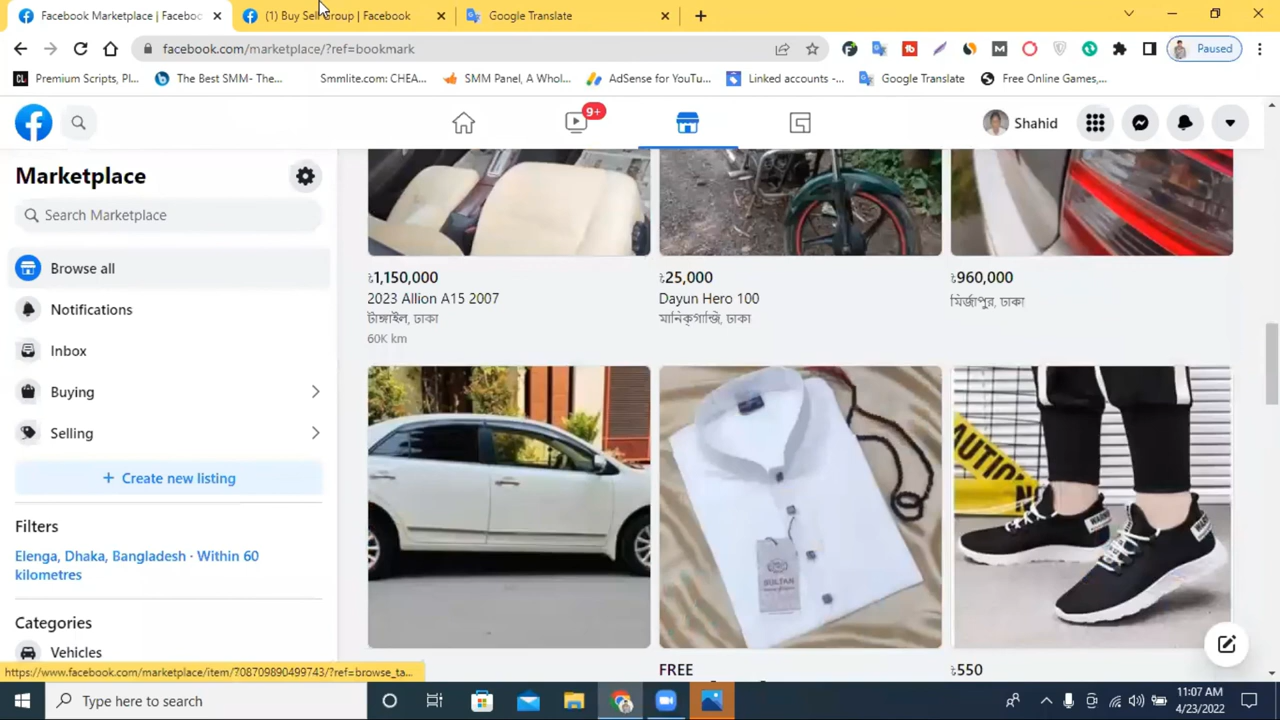 Facebook Marketplace | Faceboo
(1) Buy Sell Group | Facebook
Google Translate
facebook.com/marketplace/?ref=bookmark
Paused
Premium Scripts, Pl...
The Best SMM- The...
Smmlite.com: CHEA...
SMM Panel, A Whol...
AdSense for YouTu...
Linked accounts -...
Google Translate
Free Online Games,...
9+
Shahid
Marketplace
Search Marketplace
Browse all
Notifications
Inbox
Buying
Selling
+ Create new listing
Filters
Elenga, Dhaka, Bangladesh · Within 60
kilometres
Categories
Vehicles
৳1,150,000
2023 Allion A15 2007
টাঙ্গাইল, ঢাকা
60K km
৳25,000
Dayun Hero 100
মানিক্গান্জি, ঢাকা
৳960,000
মির্জাপুর, ঢাকা
SULTAN
CAUTION
FREE
৳550
https://www.facebook.com/marketplace/item/708709890499743/?ref=browse_ta...
Type here to search
11:07 AM
4/23/2022